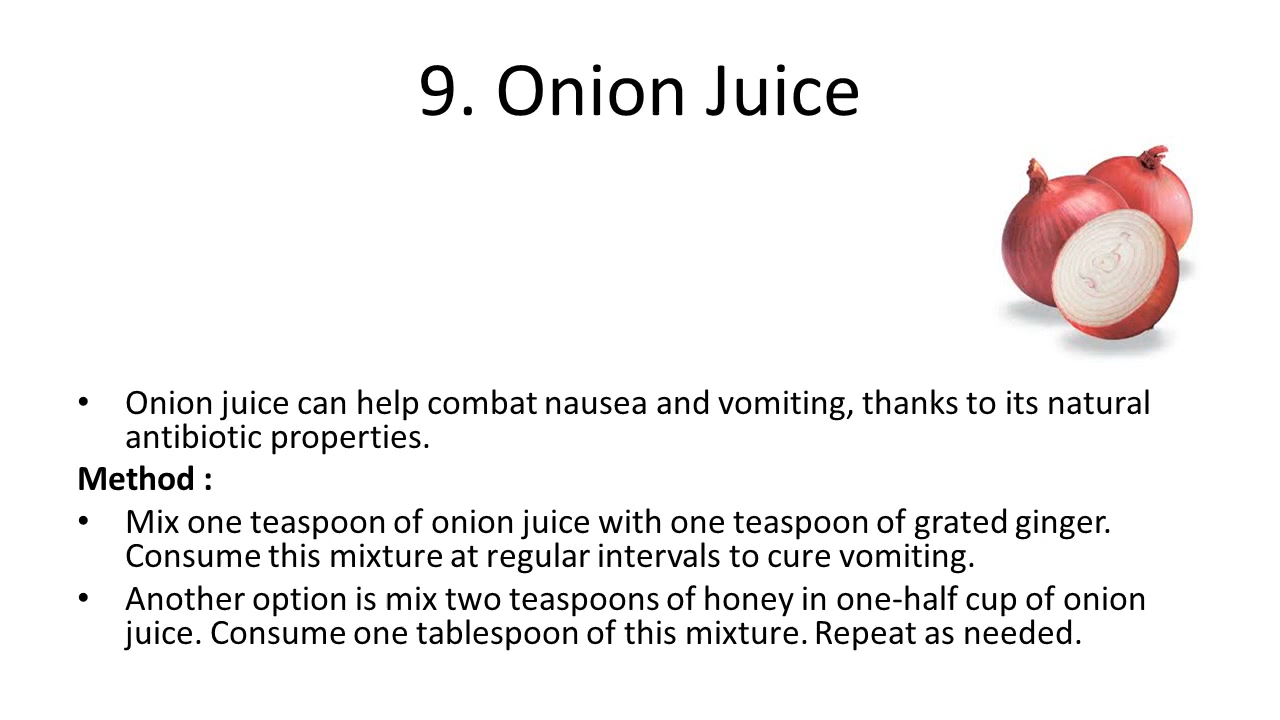 9. Onion Juice
• Onion juice can help combat nausea and vomiting, thanks to its natural
antibiotic properties.
Method :
• Mix one teaspoon of onion juice with one teaspoon of grated ginger.
Consume this mixture at regular intervals to cure vomiting.
• Another option is mix two teaspoons of honey in one-half cup of onion
juice. Consume one tablespoon of this mixture. Repeat as needed.